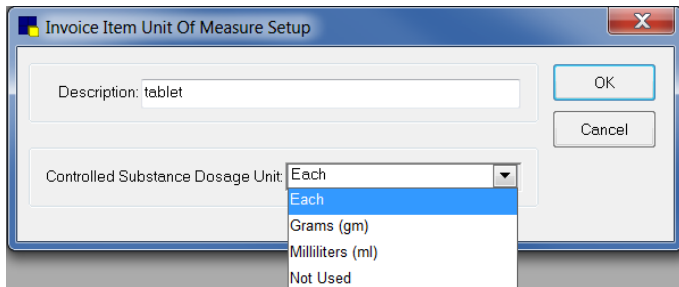 Invoice Item Unit Of Measure Setup
X
Description: tablet
OK
Cancel
Controlled Substance Dosage Unit: Each
Each
Grams (gm)
Milliliters (ml)
Not Used